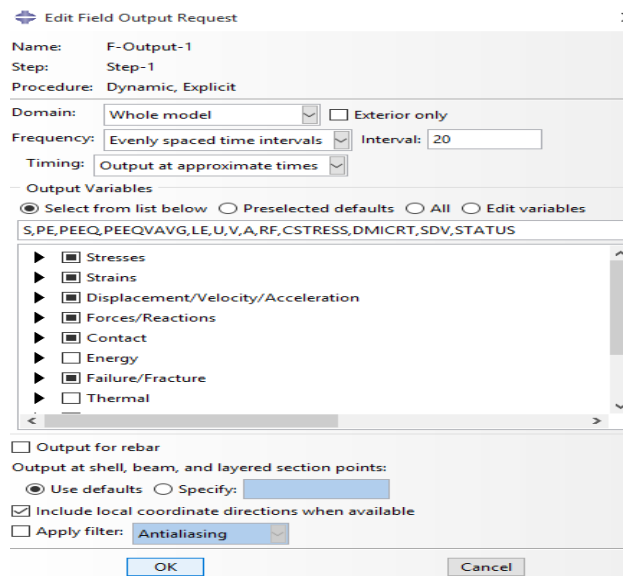 Edit Field Output Request
Name: F-Output-1
Step: Step-1
Procedure: Dynamic, Explicit
Domain: Whole model Exterior only
Frequency: Evenly spaced time intervals Interval: 20
Timing: Output at approximate times
Output Variables
Select from list below Preselected defaults All Edit variables
S,PE,PEEQ,PEEQVAVG,LE,U,V,A,RF,CSTRESS,DMICRT,SDV,STATUS
Stresses
Strains
Displacement/Velocity/Acceleration
Forces/Reactions
Contact
Energy
Failure/Fracture
Thermal
Output for rebar
Output at shell, beam, and layered section points:
Use defaults Specify:
Include local coordinate directions when available
Apply filter: Antialiasing
OK Cancel